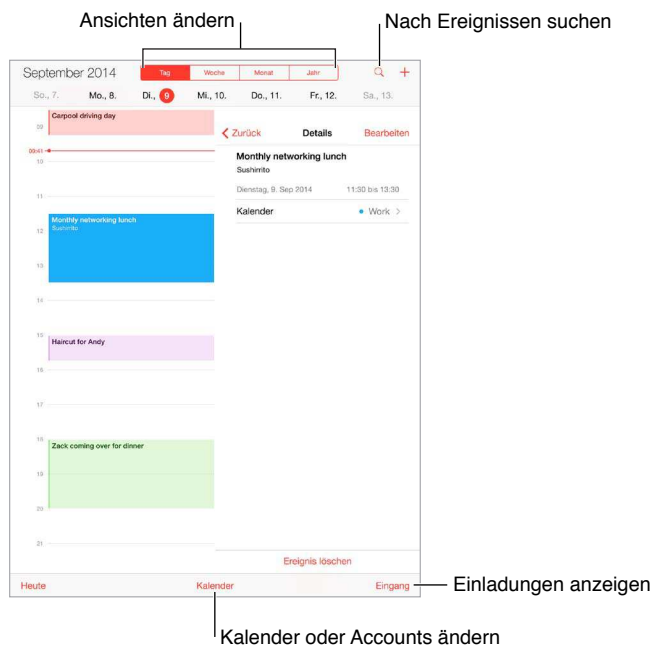 Ansichten ändern
Nach Ereignissen suchen
September 2014
Tag
Woche
Monat
Jahr
So., 7.
Mo., 8.
Di., 9
Mi., 10.
Do., 11.
Fr., 12.
Sa., 13.
09
Carpool driving day
09:41
10
11
Monthly networking lunch
Sushirrito
12
13
14
15
Haircut for Andy
16
17
18
Zack coming over for dinner
19
20
21
Zurück
Details
Bearbeiten
Monthly networking lunch
Sushirrito
Dienstag, 9. Sep 2014
11:30 bis 13:30
Kalender
Work
Ereignis löschen
Heute
Kalender
Eingang
Einladungen anzeigen
Kalender oder Accounts ändern